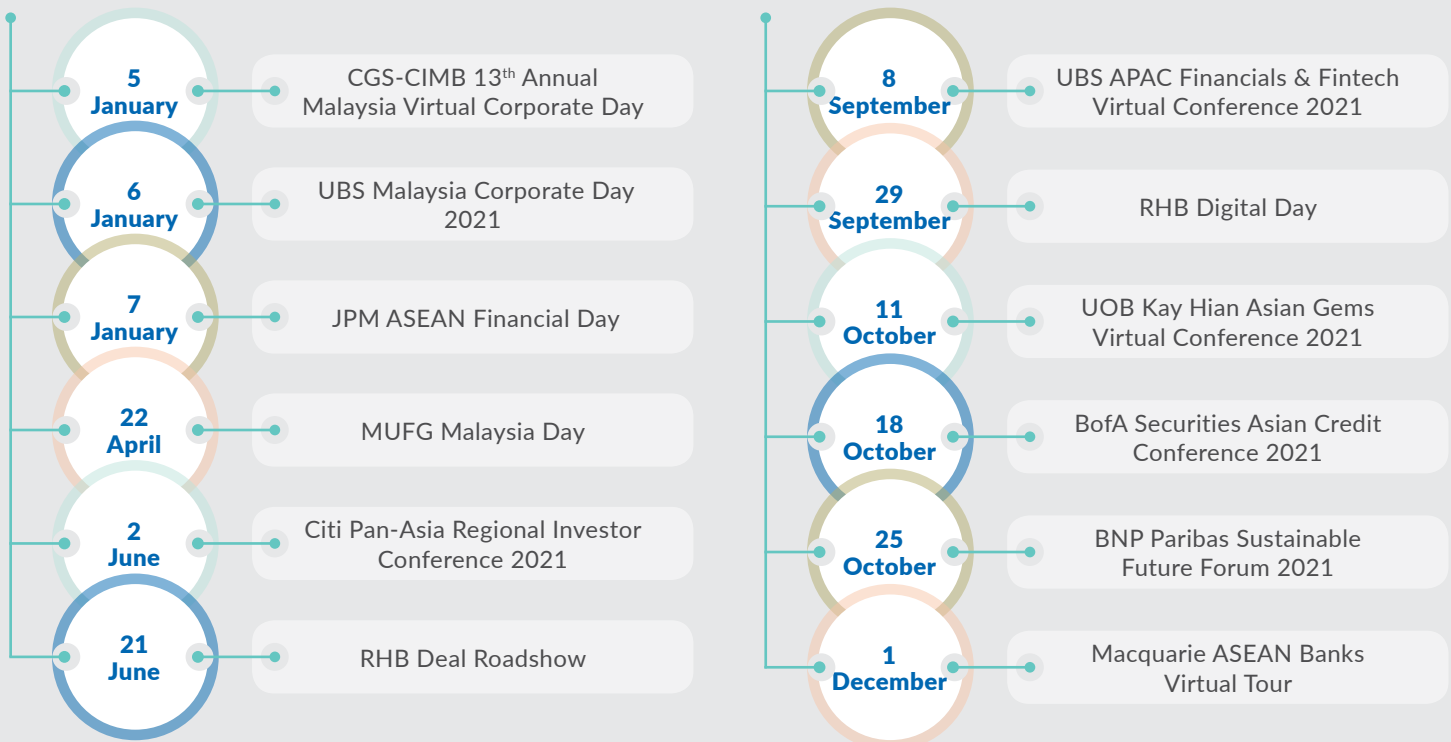 5
January
CGS-CIMB 13th Annual
Malaysia Virtual Corporate Day
6
January
UBS Malaysia Corporate Day
2021
7
January
JPM ASEAN Financial Day
22
April
MUFG Malaysia Day
2
June
Citi Pan-Asia Regional Investor
Conference 2021
21
June
RHB Deal Roadshow
8
September
UBS APAC Financials & Fintech
Virtual Conference 2021
29
September
RHB Digital Day
11
October
UOB Kay Hian Asian Gems
Virtual Conference 2021
18
October
BofA Securities Asian Credit
Conference 2021
25
October
BNP Paribas Sustainable
Future Forum 2021
1
December
Macquarie ASEAN Banks
Virtual Tour